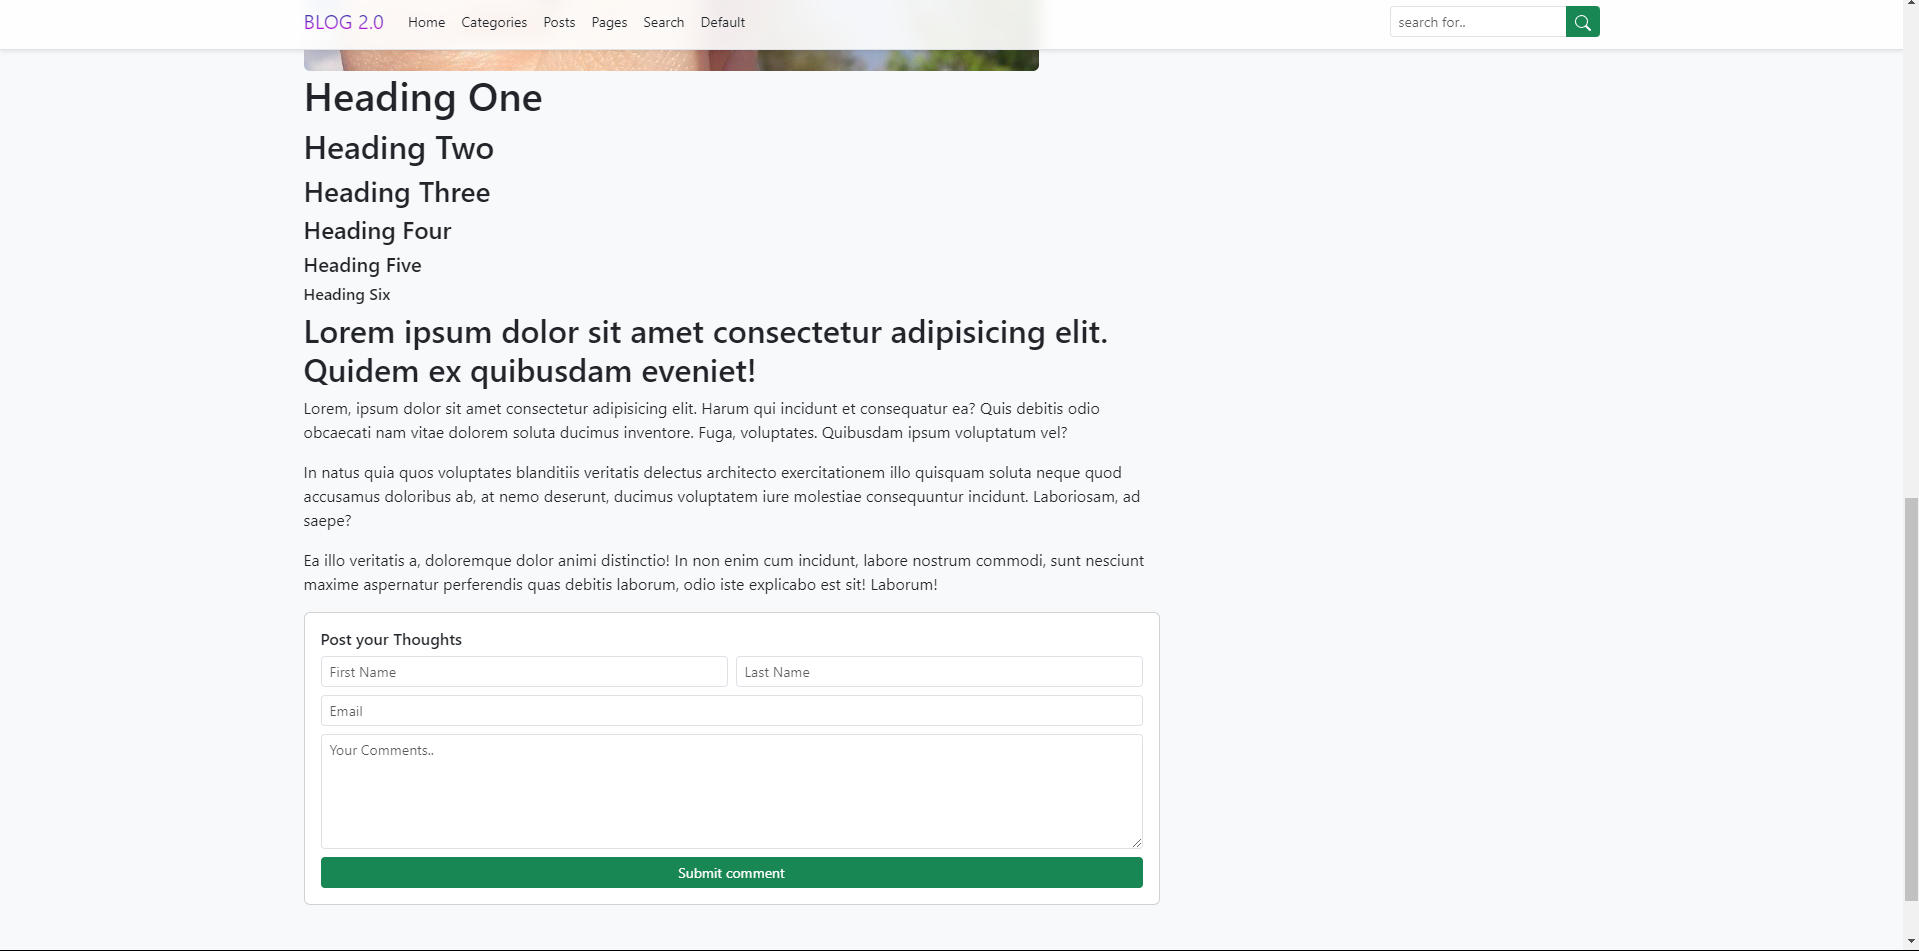 BLOG 2.0 Home Categories Posts Pages Search Default search for..
Heading One
Heading Two
Heading Three
Heading Four
Heading Five
Heading Six
Lorem ipsum dolor sit amet consectetur adipisicing elit.
Quidem ex quibusdam eveniet!
Lorem, ipsum dolor sit amet consectetur adipisicing elit. Harum qui incidunt et consequatur ea? Quis debitis odio
obcaecati nam vitae dolorem soluta ducimus inventore. Fuga, voluptates. Quibusdam ipsum voluptatum vel?
In natus quia quos voluptates blanditiis veritatis delectus architecto exercitationem illo quisquam soluta neque quod
accusamus doloribus ab, at nemo deserunt, ducimus voluptatem iure molestiae consequuntur incidunt. Laboriosam, ad
saepe?
Ea illo veritatis a, doloremque dolor animi distinctio! In non enim cum incidunt, labore nostrum commodi, sunt nesciunt
maxime aspernatur perferendis quas debitis laborum, odio iste explicabo est sit! Laborum!
Post your Thoughts
First Name Last Name
Email
Your Comments..
Submit comment